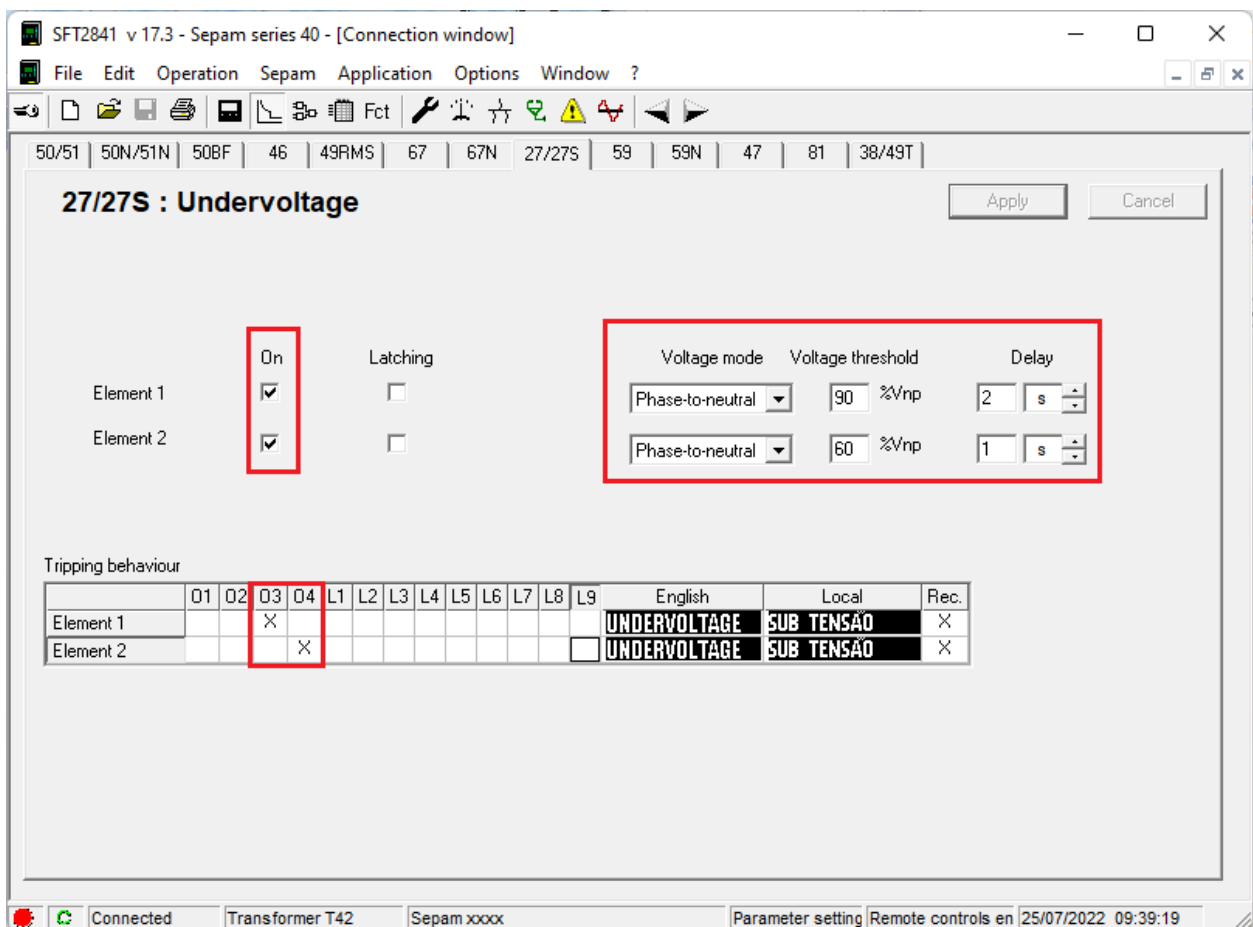 SFT2841 v 17.3 - Sepam series 40 - [Connection window]
File Edit Operation Sepam Application Options Window ?
Fct
50/51 50N/51N 50BF 46 49RMS 67 67N 27/27S 59 59N 47 81 38/49T
27/27S : Undervoltage
Apply Cancel
On Latching Voltage mode Voltage threshold Delay
Element 1 Phase-to-neutral 90 %Vnp 2 s
Element 2 Phase-to-neutral 60 %Vnp 1 s
Tripping behaviour
O1 O2 O3 O4 L1 L2 L3 L4 L5 L6 L7 L8 L9 English Local Rec.
Element 1 X UNDERVOLTAGE SUB TENSÃO X
Element 2 X UNDERVOLTAGE SUB TENSÃO X
Connected Transformer T42 Sepam xxxx Parameter setting Remote controls en 25/07/2022 09:39:19